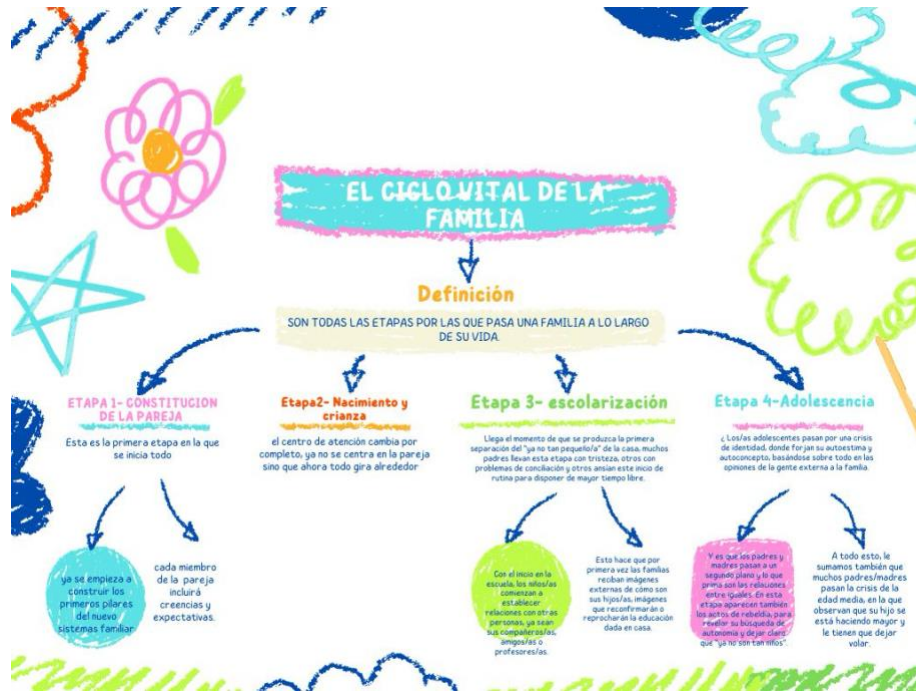 EL CICLO VITAL DE LA
FAMILIA
Definición
SON TODAS LAS ETAPAS POR LAS QUE PASA UNA FAMILIA A LO LARGO
DE SU VIDA.
ETAPA 1- CONSTITUCION
DE LA PAREJA
Esta es la primera etapa en la que
se inicia todo
ya se empieza a
construir los
primeros pilares
del nuevo
sistemas familiar
cada miembro
de la pareja
incluirá
creencias y
expectativas.
Etapa2- Nacimiento y
crianza
el centro de atención cambia por
completo, ya no se centra en la pareja
sino que ahora todo gira alrededor
Etapa 3- escolarización
Llega el momento de que se produzca la primera
separación del "ya no tan pequeño/a" de la casa, muchos
padres llevan esta etapa con tristeza, otros con
problemas de conciliación y otros ansían este inicio de
rutina para disponer de mayor tiempo libre.
Con el inicio en la
escuela, los niños/as
comienzan a
establecer
relaciones con otras
personas, ya sean
sus compañeros/as,
amigos/as o
profesores/as.
Esto hace que por
primera vez las familias
reciban imágenes
externas de cómo son
sus hijos/as, imágenes
que reconfirmarán o
reprocharán la educación
dada en casa.
Etapa 4-Adolescencia
¿ Los/as adolescentes pasan por una crisis
de identidad, donde forjan su autoestima y
autoconcepto, basándose sobre todo en las
opiniones de la gente externa a la familia.
Y es que los padres y
madres pasan a un
segundo plano y lo que
prima son las relaciones
entre iguales. En esta
etapa aparecen también
los actos de rebeldía, para
revelar su búsqueda de
autonomía y dejar claro
que "ya no son tan niños".
A todo esto, le
sumamos también que
muchos padres/madres
pasan la crisis de la
edad media, en la que
observan que su hijo se
está haciendo mayor y
le tienen que dejar
volar.